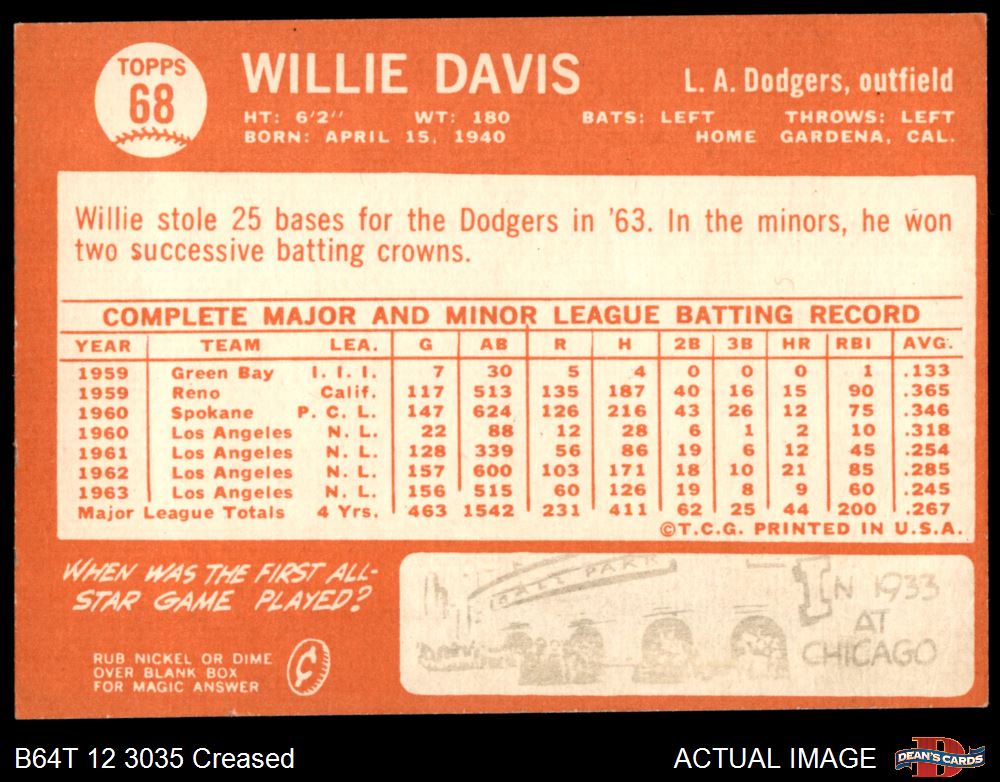 TOPPS
68
WILLIE DAVIS
L. A. Dodgers, outfield
HT: 6'2" WT: 180 BATS: LEFT THROWS: LEFT
BORN: APRIL 15, 1940 HOME GARDENA, CAL.
Willie stole 25 bases for the Dodgers in '63. In the minors, he won
two successive batting crowns.
COMPLETE MAJOR AND MINOR LEAGUE BATTING RECORD
YEAR TEAM LEA. G AB R H 2B 3B HR RBI AVG.
1959 Green Bay I. I. I. 7 30 5 4 0 0 0 1 .133
1959 Reno Calif. 117 513 135 187 40 16 15 90 .365
1960 Spokane P. C. L. 147 624 126 216 43 26 12 75 .346
1960 Los Angeles N. L. 22 88 12 28 6 1 2 10 .318
1961 Los Angeles N. L. 128 339 56 86 19 6 12 45 .254
1962 Los Angeles N. L. 157 600 103 171 18 10 21 85 .285
1963 Los Angeles N. L. 156 515 60 126 19 8 9 60 .245
Major League Totals 4 Yrs. 463 1542 231 411 62 25 44 200 .267
©T.C.G. PRINTED IN U.S.A.
WHEN WAS THE FIRST ALL-
STAR GAME PLAYED?
RUB NICKEL OR DIME
OVER BLANK BOX
FOR MAGIC ANSWER
¢
BALL PARK
IN 1933
AT
CHICAGO
B64T 12 3035 Creased
ACTUAL IMAGE
D
DEAN'S CARDS